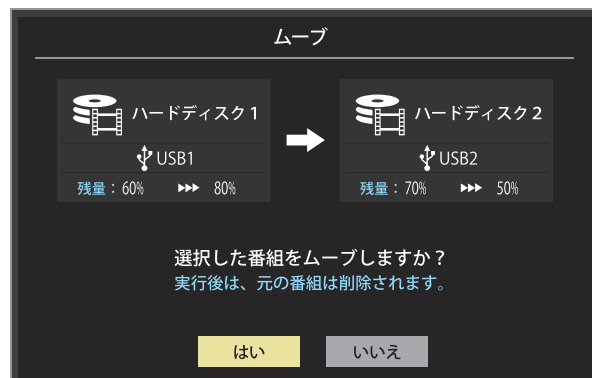 ムーブ
ハードディスク1
USB1
残量：60% ▶▶▶ 80%
ハードディスク2
USB2
残量：70% ▶▶▶ 50%
選択した番組をムーブしますか？
実行後は、元の番組は削除されます。
はい
いいえ